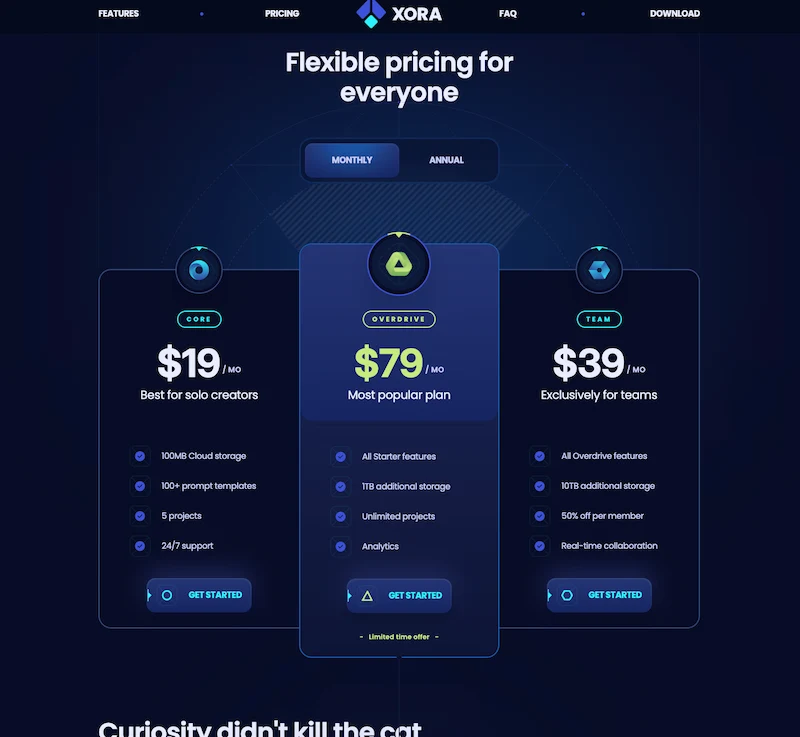 FEATURES PRICING XORA FAQ DOWNLOAD
Flexible pricing for
everyone
MONTHLY ANNUAL
CORE
$19 / MO
Best for solo creators
100MB Cloud storage
100+ prompt templates
5 projects
24/7 support
GET STARTED
OVERDRIVE
$79 / MO
Most popular plan
All Starter features
1TB additional storage
Unlimited projects
Analytics
GET STARTED
- Limited time offer -
TEAM
$39 / MO
Exclusively for teams
All Overdrive features
10TB additional storage
50% off per member
Real-time collaboration
GET STARTED
Curiosity didn't kill the cat